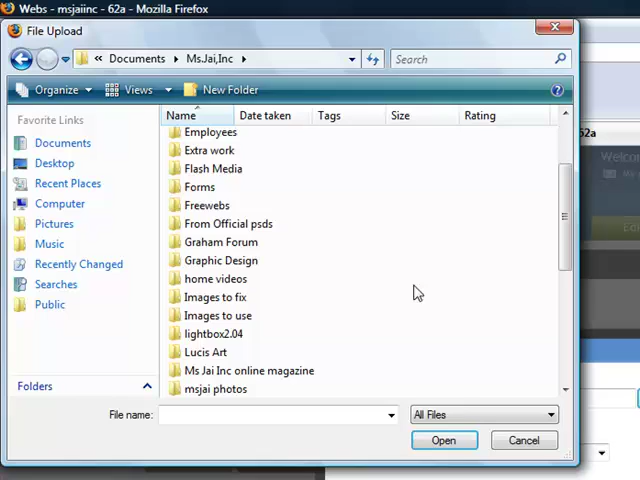 Webs - msjaiinc - 62a - Mozilla Firefox
File Upload
Documents
Ms.Jai,Inc
Search
Organize
Views
New Folder
Favorite Links
Documents
Desktop
Recent Places
Computer
Pictures
Music
Recently Changed
Searches
Public
Folders
Name
Date taken
Tags
Size
Rating
Employees
Extra work
Flash Media
Forms
Freewebs
From Official psds
Graham Forum
Graphic Design
home videos
Images to fix
Images to use
lightbox2.04
Lucis Art
Ms Jai Inc online magazine
msjai photos
File name:
All Files
Open
Cancel
62a
Welcom